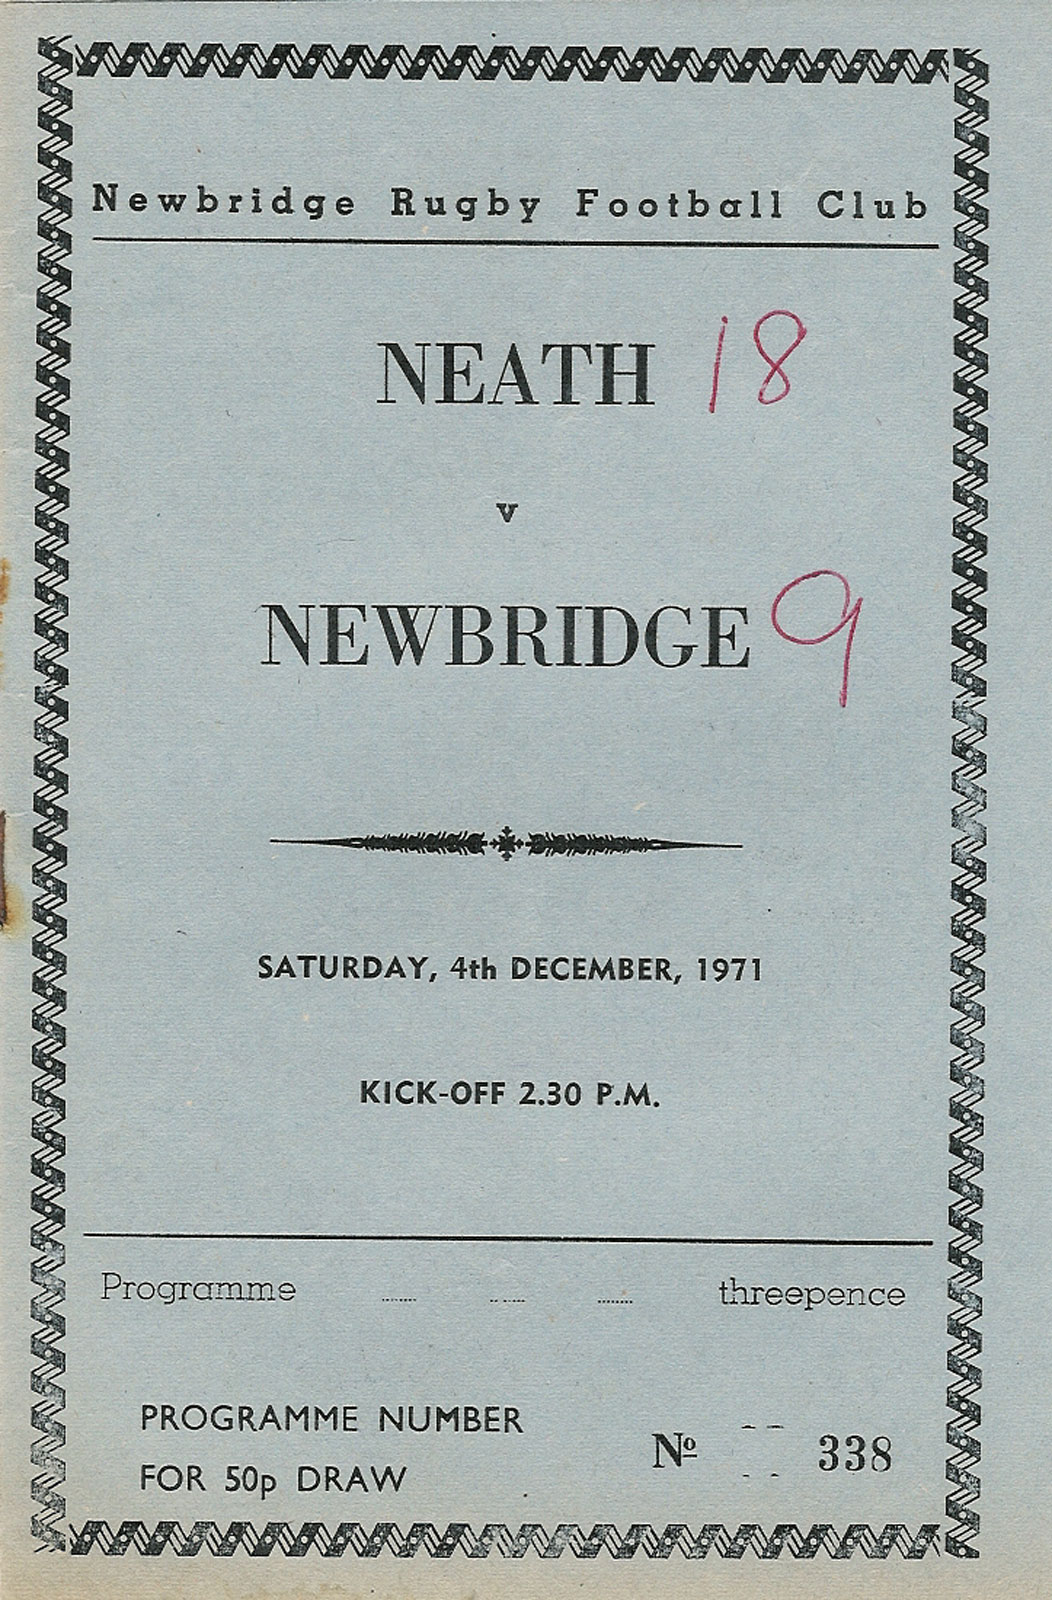 Newbridge Rugby Football Club
NEATH 18
v
NEWBRIDGE 9
SATURDAY, 4th DECEMBER, 1971
KICK-OFF 2.30 P.M.
Programme ...... ...... ...... threepence
PROGRAMME NUMBER
FOR 50p DRAW
Nº 338